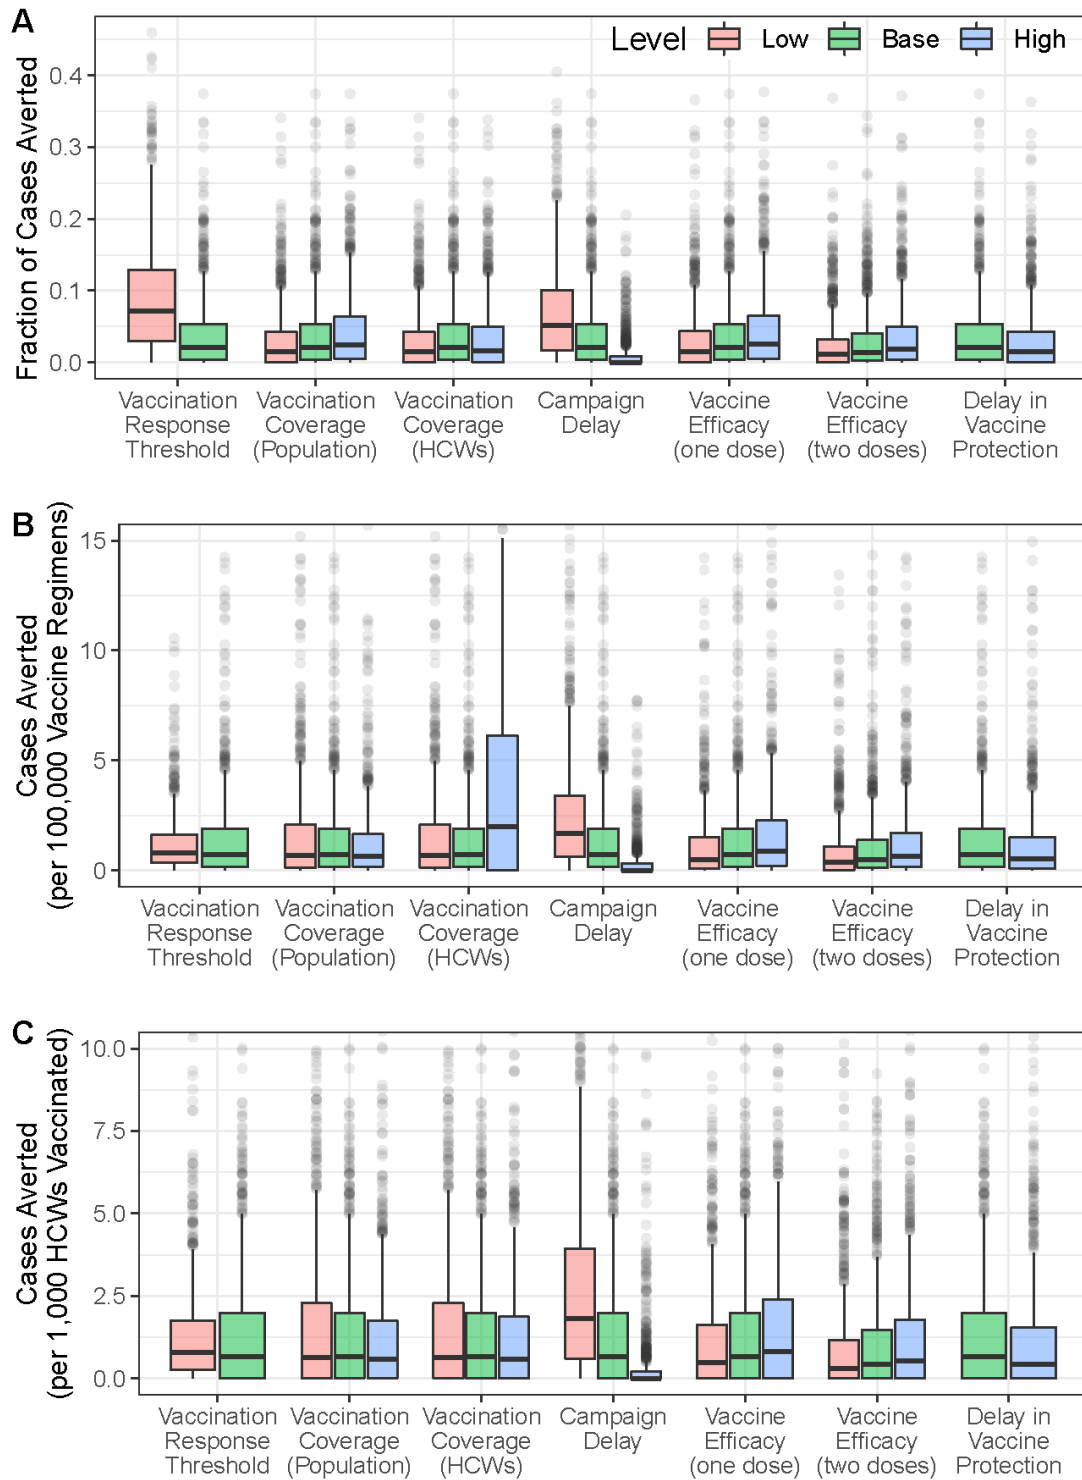 A
Level Low Base High
Fraction of Cases Averted
0.4
0.3
0.2
0.1
0.0
Vaccination Response Threshold
Vaccination Coverage (Population)
Vaccination Coverage (HCWs)
Campaign Delay
Vaccine Efficacy (one dose)
Vaccine Efficacy (two doses)
Delay in Vaccine Protection
B
Cases Averted
(per 100,000 Vaccine Regimens)
15
10
5
0
Vaccination Response Threshold
Vaccination Coverage (Population)
Vaccination Coverage (HCWs)
Campaign Delay
Vaccine Efficacy (one dose)
Vaccine Efficacy (two doses)
Delay in Vaccine Protection
C
Cases Averted
(per 1,000 HCWs Vaccinated)
10.0
7.5
5.0
2.5
0.0
Vaccination Response Threshold
Vaccination Coverage (Population)
Vaccination Coverage (HCWs)
Campaign Delay
Vaccine Efficacy (one dose)
Vaccine Efficacy (two doses)
Delay in Vaccine Protection